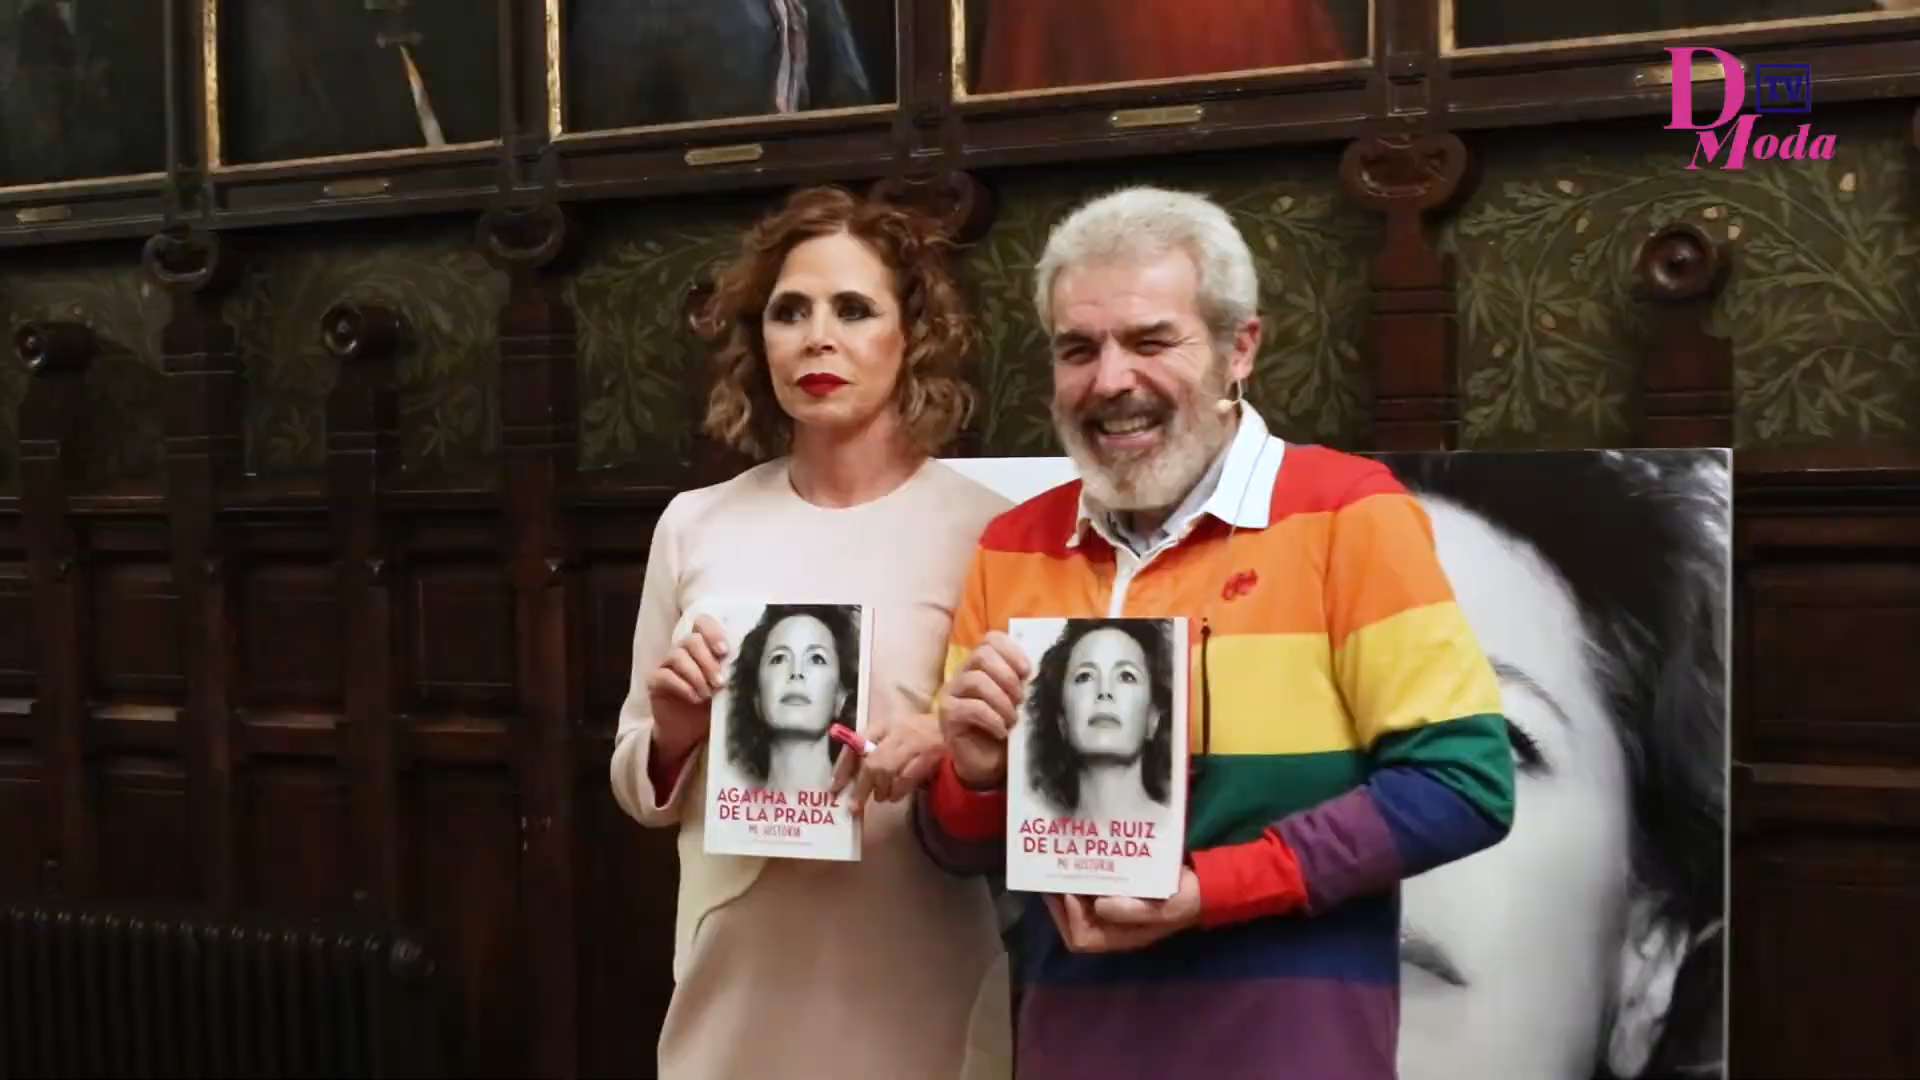 D TV
Moda
AGATHA RUIZ
DE LA PRADA
MI HISTORIA
AGATHA RUIZ
DE LA PRADA
MI HISTORIA